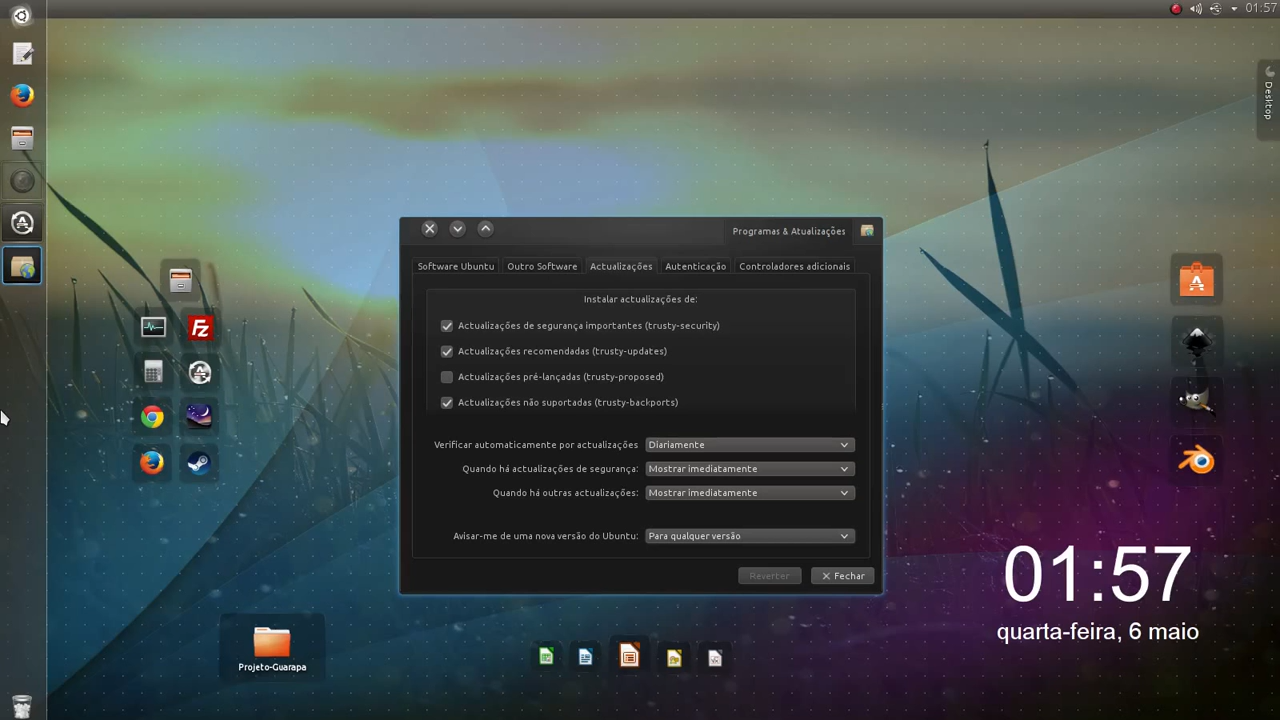 01:57
Desktop
Programas & Atualizações
Software Ubuntu Outro Software Actualizações Autenticação Controladores adicionais
Instalar actualizações de:
Actualizações de segurança importantes (trusty-security)
Actualizações recomendadas (trusty-updates)
Actualizações pré-lançadas (trusty-proposed)
Actualizações não suportadas (trusty-backports)
Verificar automaticamente por actualizações Diariamente
Quando há actualizações de segurança: Mostrar imediatamente
Quando há outras actualizações: Mostrar imediatamente
Avisar-me de uma nova versão do Ubuntu: Para qualquer versão
Reverter Fechar
Fz
01:57
quarta-feira, 6 maio
Projeto-Guarapa